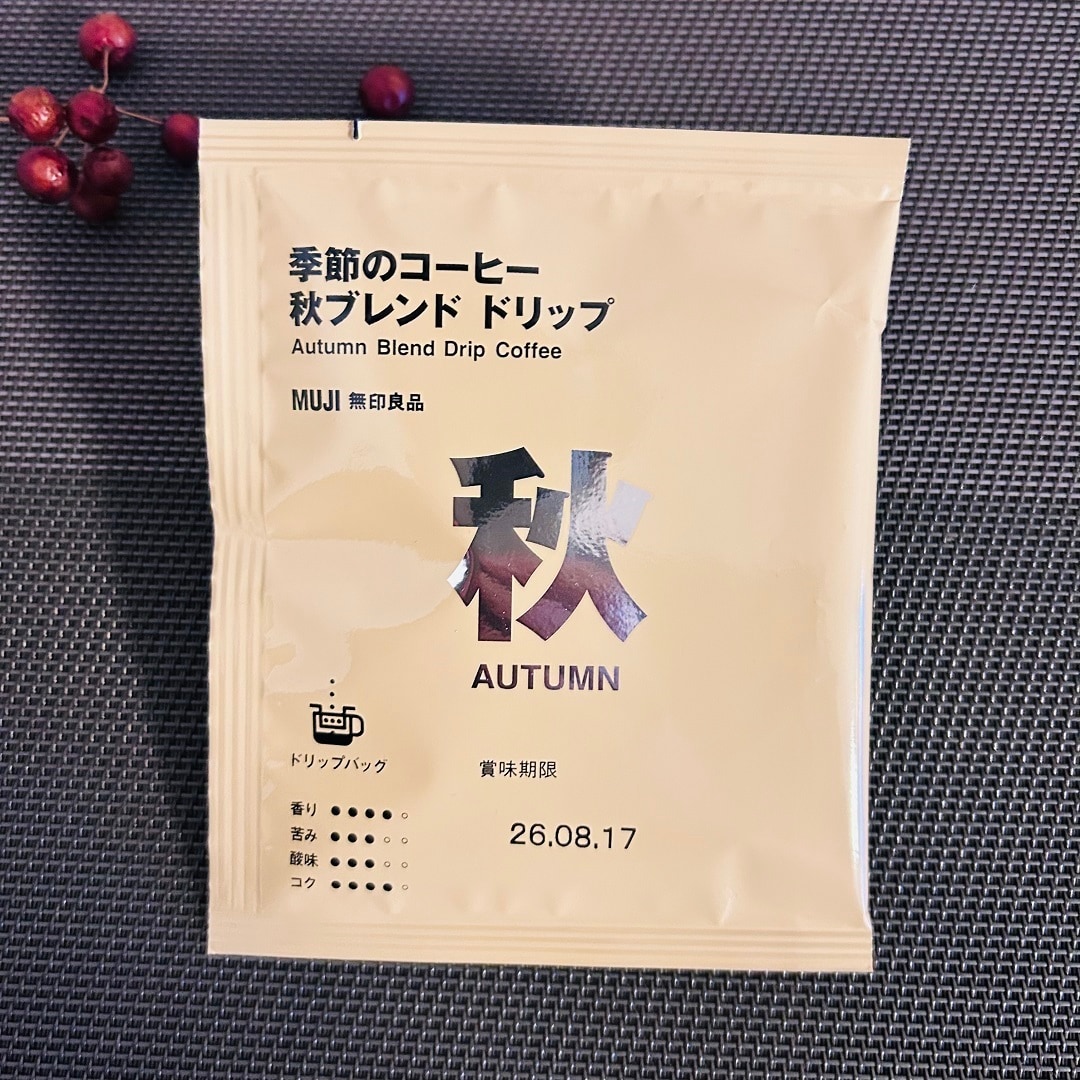 季節のコーヒー
秋ブレンド ドリップ
Autumn Blend Drip Coffee
MUJI 無印良品
秋
AUTUMN
ドリップバッグ
賞味期限
26.08.17
香り ●●●●○
苦み ●●●○○
酸味 ●●●○○
コク ●●●●○